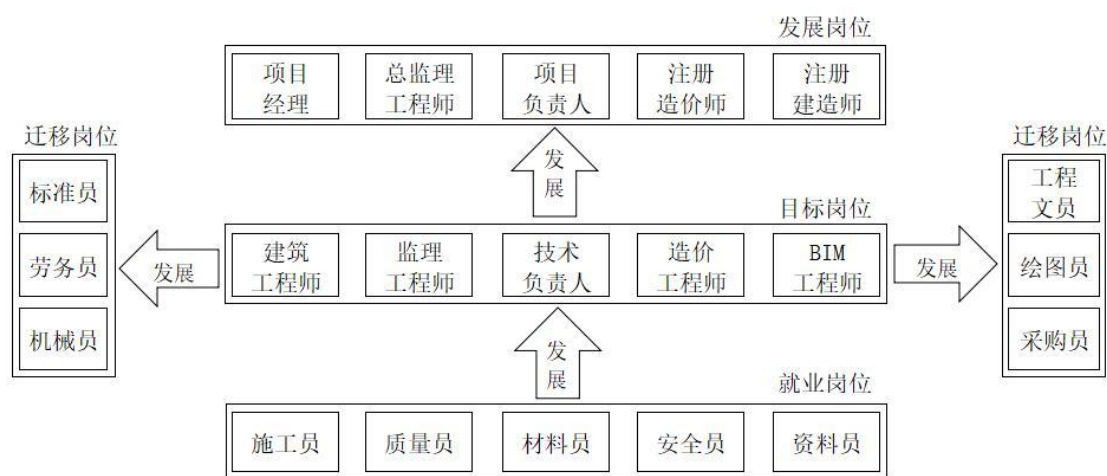 发展岗位
项目
经理
总监理
工程师
项目
负责人
注册
造价师
注册
建造师
迁移岗位
标准员
劳务员
机械员
发
展
迁移岗位
工程
文员
绘图员
采购员
目标岗位
发展
建筑
工程师
监理
工程师
技术
负责人
造价
工程师
BIM
工程师
发展
发
展
就业岗位
施工员
质量员
材料员
安全员
资料员